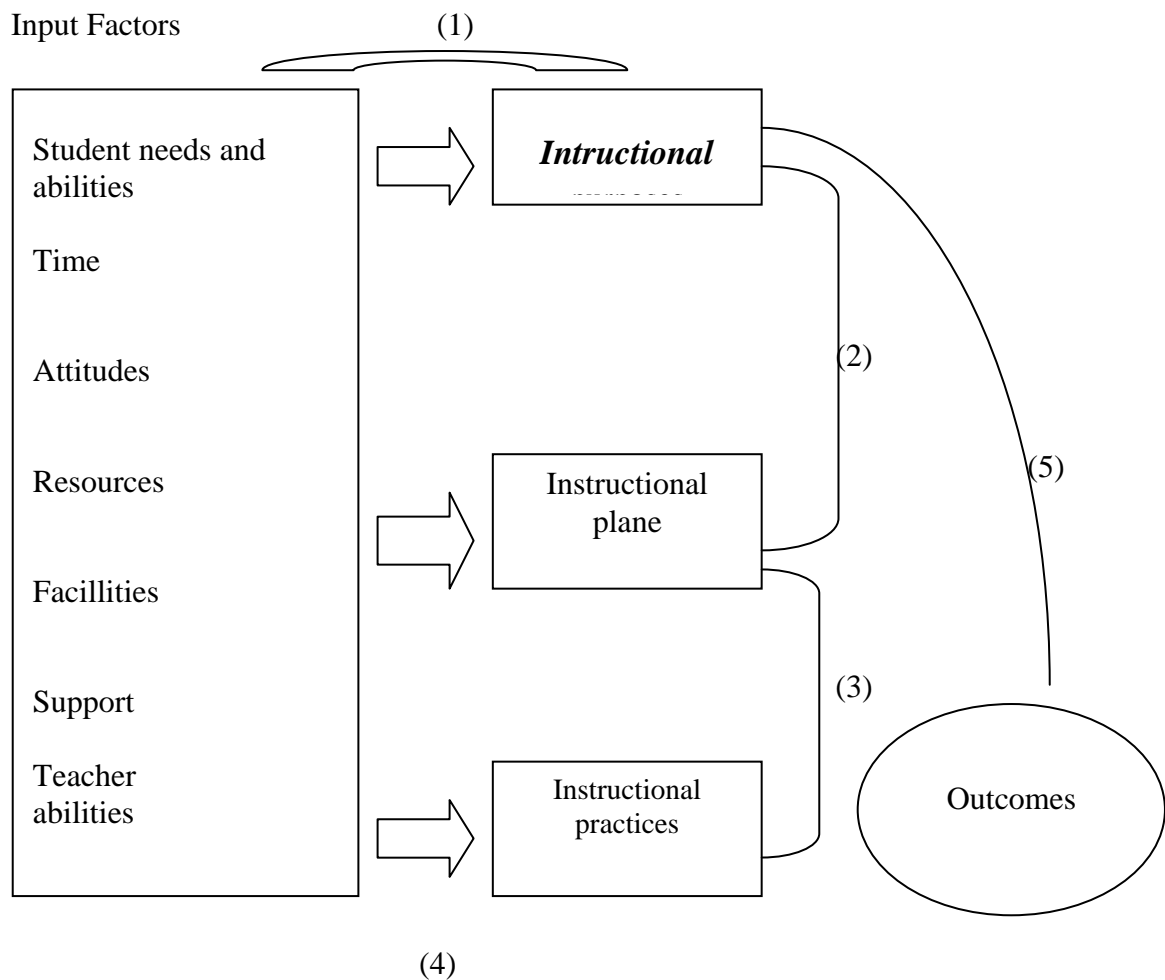 Input Factors
(1)
Student needs and
abilities
Time
Attitudes
Resources
Facillities
Support
Teacher
abilities
Intructional
Instructional
plane
Instructional
practices
(2)
(3)
(5)
Outcomes
(4)